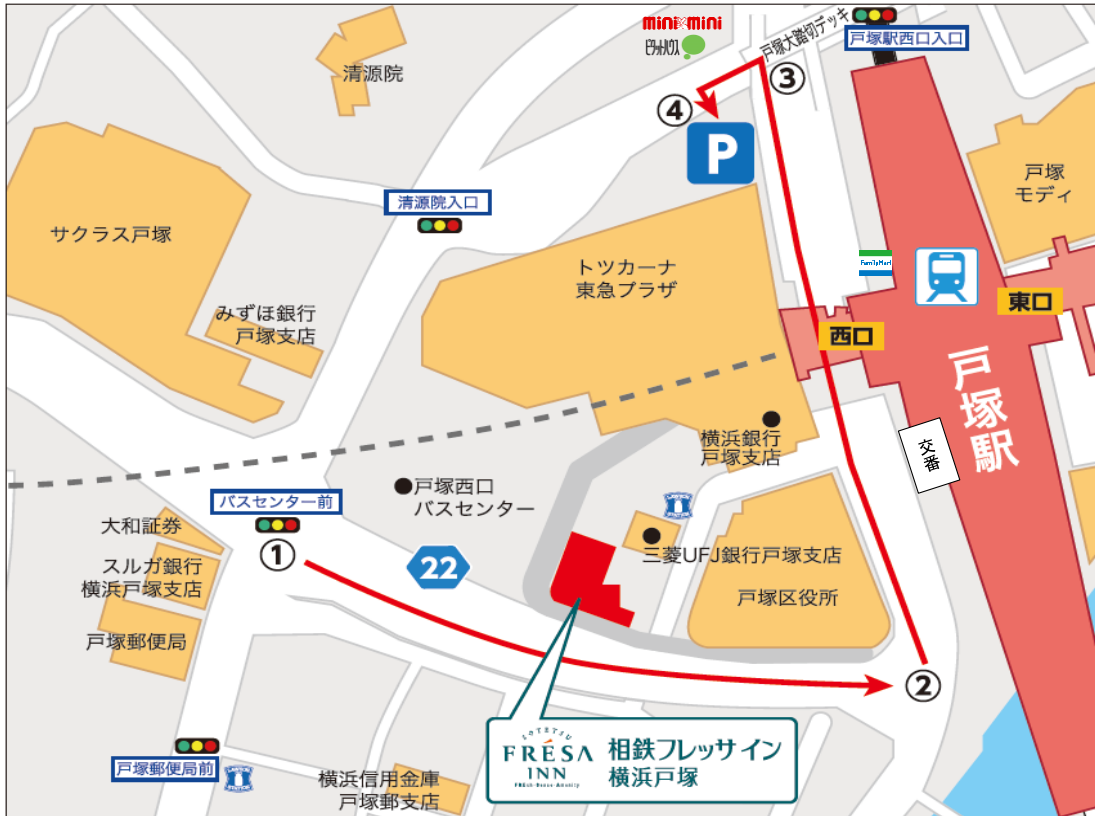 mini×mini
ピタットハウス
戸塚大踏切デッキ
戸塚駅西口入口
清源院
③
④
P
戸塚
モディ
清源院入口
サクラス戸塚
トツカーナ
東急プラザ
FamilyMart
みずほ銀行
戸塚支店
東口
西口
戸塚駅
横浜銀行
戸塚支店
交番
戸塚西口
バスセンター
バスセンター前
大和証券
①
22
三菱UFJ銀行戸塚支店
スルガ銀行
横浜戸塚支店
戸塚区役所
戸塚郵便局
②
SOTETSU
FRÉSA
INN
相鉄フレッサイン
横浜戸塚
戸塚郵便局前
横浜信用金庫
戸塚郵支店